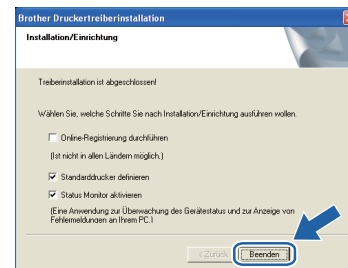 Brother Druckertreiberinstallation
Installation/Einrichtung
Treiberinstallation ist abgeschlossen!
Wählen Sie, welche Schritte Sie nach Installation/Einrichtung ausführen wollen.
Online-Registrierung durchführen
(Ist nicht in allen Ländern möglich.)
Standarddrucker definieren
Status Monitor aktivieren
(Eine Anwendung zur Überwachung des Gerätestatus und zur Anzeige von
Fehlermeldungen an Ihrem PC.)
< Zurück
Beenden